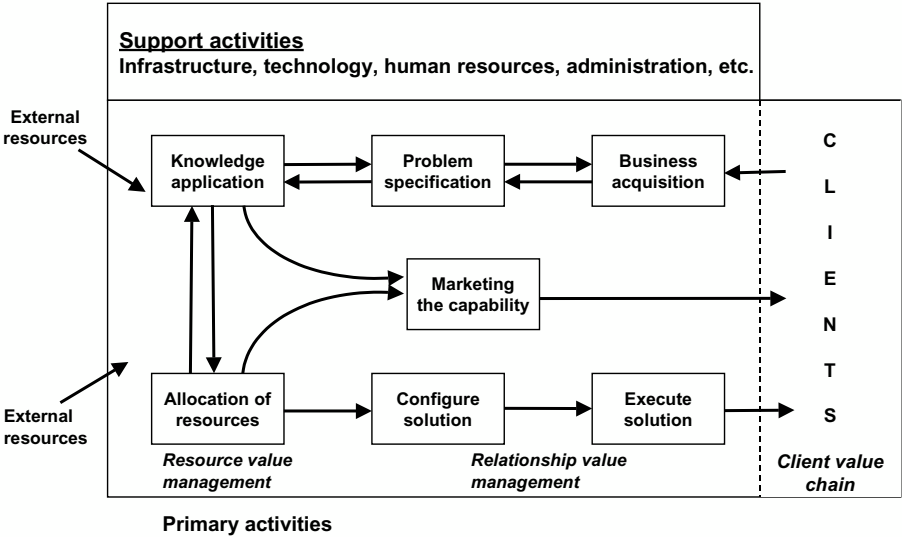 Support activities
Infrastructure, technology, human resources, administration, etc.
External
resources
Knowledge
application
Problem
specification
Business
acquisition
C
L
I
E
N
T
S
Marketing
the capability
External
resources
Allocation of
resources
Configure
solution
Execute
solution
Resource value
management
Relationship value
management
Client value
chain
Primary activities